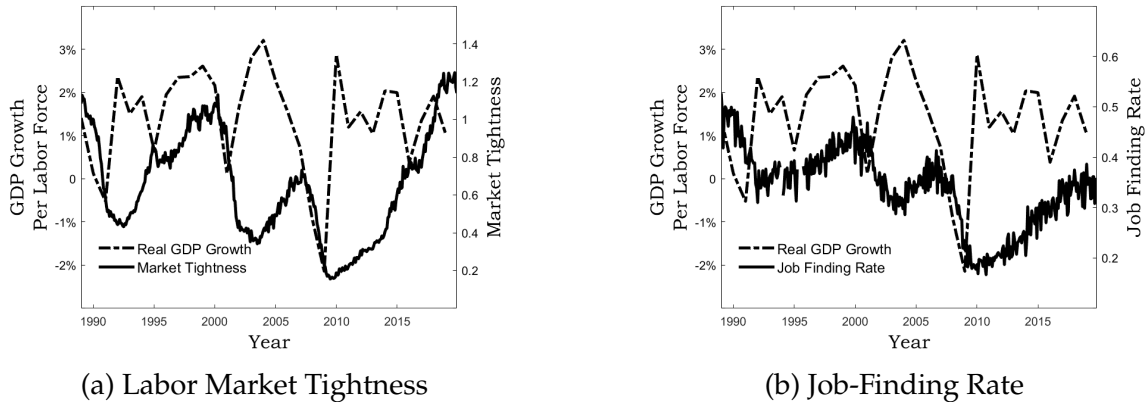 3%
2%
1%
0
-1%
-2%
GDP Growth
Per Labor Force
1.4
1.2
1
0.8
0.6
0.4
0.2
Market Tightness
Real GDP Growth
Market Tightness
1990 1995 2000 2005 2010 2015
Year
(a) Labor Market Tightness
3%
2%
1%
0
-1%
-2%
GDP Growth
Per Labor Force
0.6
0.5
0.4
0.3
0.2
Job Finding Rate
Real GDP Growth
Job Finding Rate
1990 1995 2000 2005 2010 2015
Year
(b) Job-Finding Rate